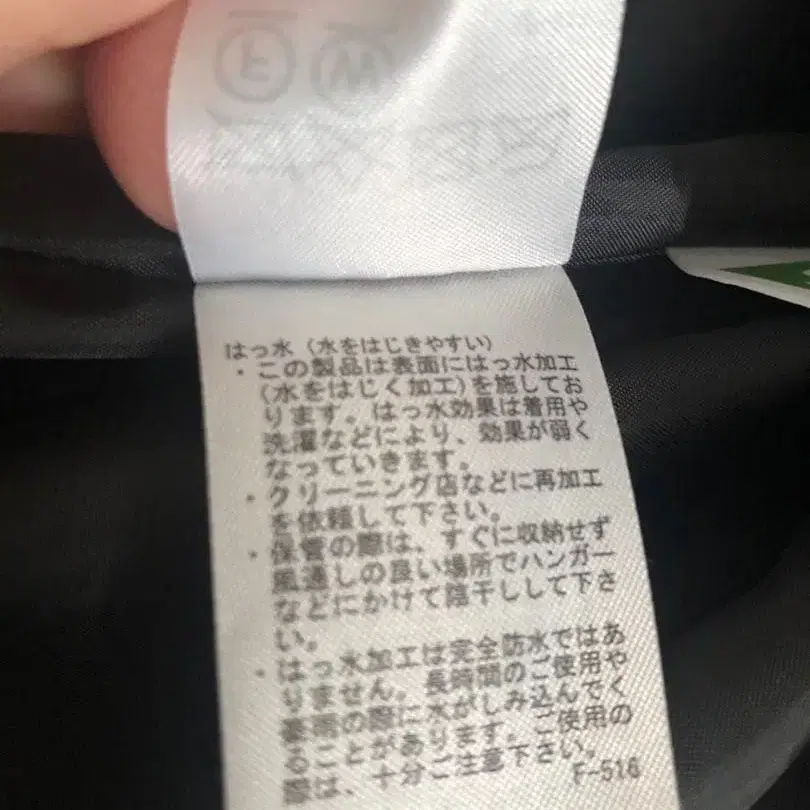 はっ水（水をはじきやすい）
・この製品は表面にはっ水加工
（水をはじく加工）を施してお
ります。はっ水効果は着用や
洗濯などにより、効果が弱く
なっていきます。
・クリーニング店などに再加工
を依頼して下さい。
・保管の際は、すぐに収納せず
風通しの良い場所でハンガー
などにかけて陰干しして下さ
い。
・はっ水加工は完全防水ではあ
りません。長時間のご使用や
豪雨の際に水がしみ込んでく
ることがあります。ご使用の
際は、十分ご注意下さい。
F-516